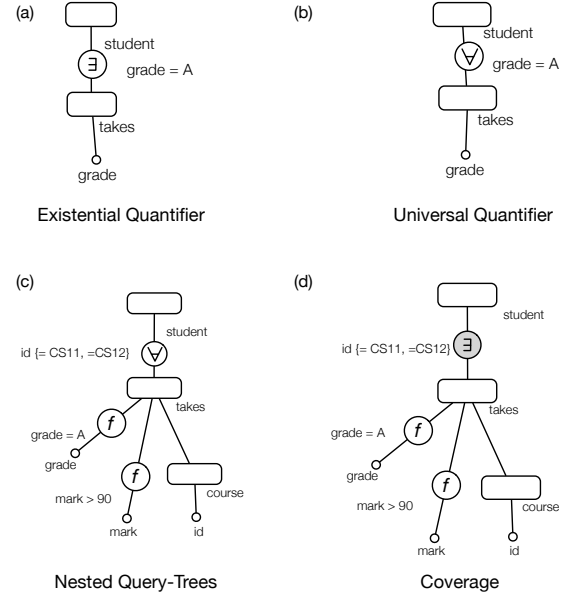 (a)
student
∃
grade = A
takes
grade
Existential Quantifier
(b)
student
∀
grade = A
takes
grade
Universal Quantifier
(c)
student
id {= CS11, =CS12}
∀
takes
f
grade = A
grade
f
mark > 90
course
mark
id
Nested Query-Trees
(d)
student
id {= CS11, =CS12}
∃
takes
f
grade = A
grade
f
mark > 90
course
mark
id
Coverage